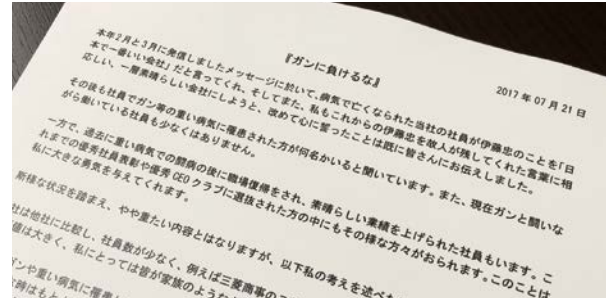 『ガンに負けるな』
2017年07月21日
本年2月と3月に発信しましたメッセージに於いて、病気で亡くなられた当社の社員が伊藤忠のことを「日
本で一番いい会社」だと言ってくれ、そしてまた、私もこれからの伊藤忠を故人が残してくれた言葉に相
応しい、一層素晴らしい会社にしようと、改めて心に誓ったことは既に皆さんにお伝えしました。
その後も社員でガン等の重い病気に罹患された方が何名かいると聞いています。また、現在ガンと闘いな
がら働いている社員も少なくはありません。
一方で、過去に重い病気での闘病の後に職場復帰をされ、素晴らしい業績を上げられた社員もいます。こ
れまでの優秀社員表彰や優秀CEOクラブに選抜された方の中にもその様な方々がおられます。このことは
私に大きな勇気を与えてくれます。
斯様な状況を踏まえ、やや重たい内容とはなりますが、以下私の考えを述べた
社は他社に比較し、社員数が少なく、例えば三菱商事の
値は大きく、私にとっては皆が家族のような
ガンや重い病気に罹患
時はもと